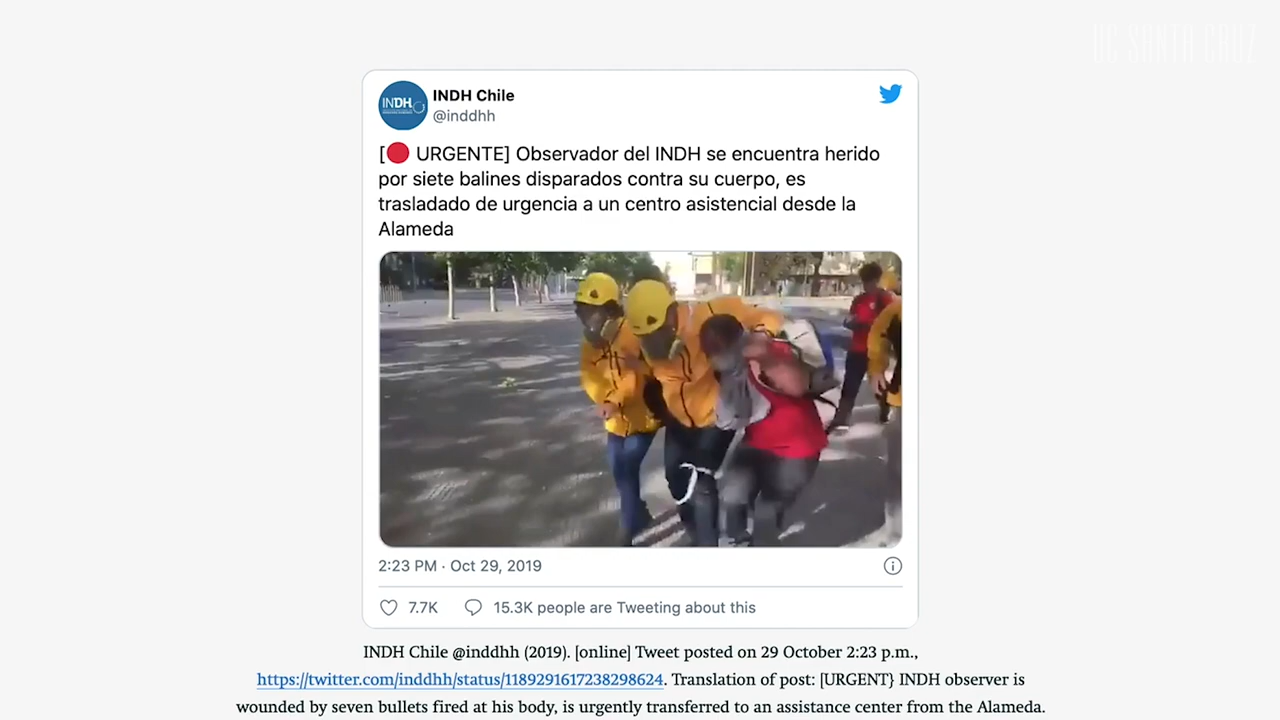 UC SANTA CRUZ
INDH
INDH Chile
@inddhh
[🔴 URGENTE] Observador del INDH se encuentra herido
por siete balines disparados contra su cuerpo, es
trasladado de urgencia a un centro asistencial desde la
Alameda
2:23 PM · Oct 29, 2019
7.7K 15.3K people are Tweeting about this
INDH Chile @inddhh (2019). [online] Tweet posted on 29 October 2:23 p.m.,
https://twitter.com/inddhh/status/1189291617238298624. Translation of post: [URGENT} INDH observer is
wounded by seven bullets fired at his body, is urgently transferred to an assistance center from the Alameda.